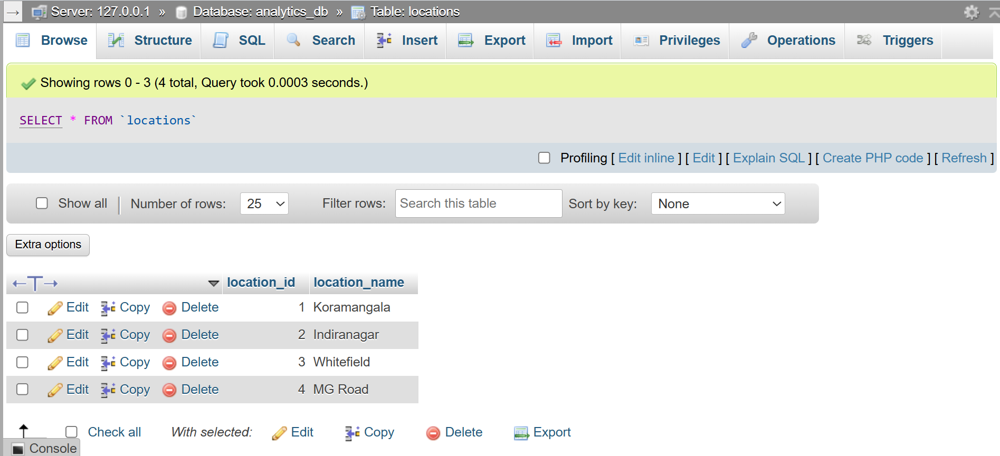 → Server: 127.0.0.1 » Database: analytics_db » Table: locations
Browse Structure SQL Search Insert Export Import Privileges Operations Triggers
Showing rows 0 - 3 (4 total, Query took 0.0003 seconds.)
SELECT * FROM `locations`
Profiling [ Edit inline ] [ Edit ] [ Explain SQL ] [ Create PHP code ] [ Refresh ]
Show all | Number of rows: 25 Filter rows: Search this table Sort by key: None
Extra options
←T→ location_id location_name
Edit Copy Delete 1 Koramangala
Edit Copy Delete 2 Indiranagar
Edit Copy Delete 3 Whitefield
Edit Copy Delete 4 MG Road
Check all With selected: Edit Copy Delete Export
Console